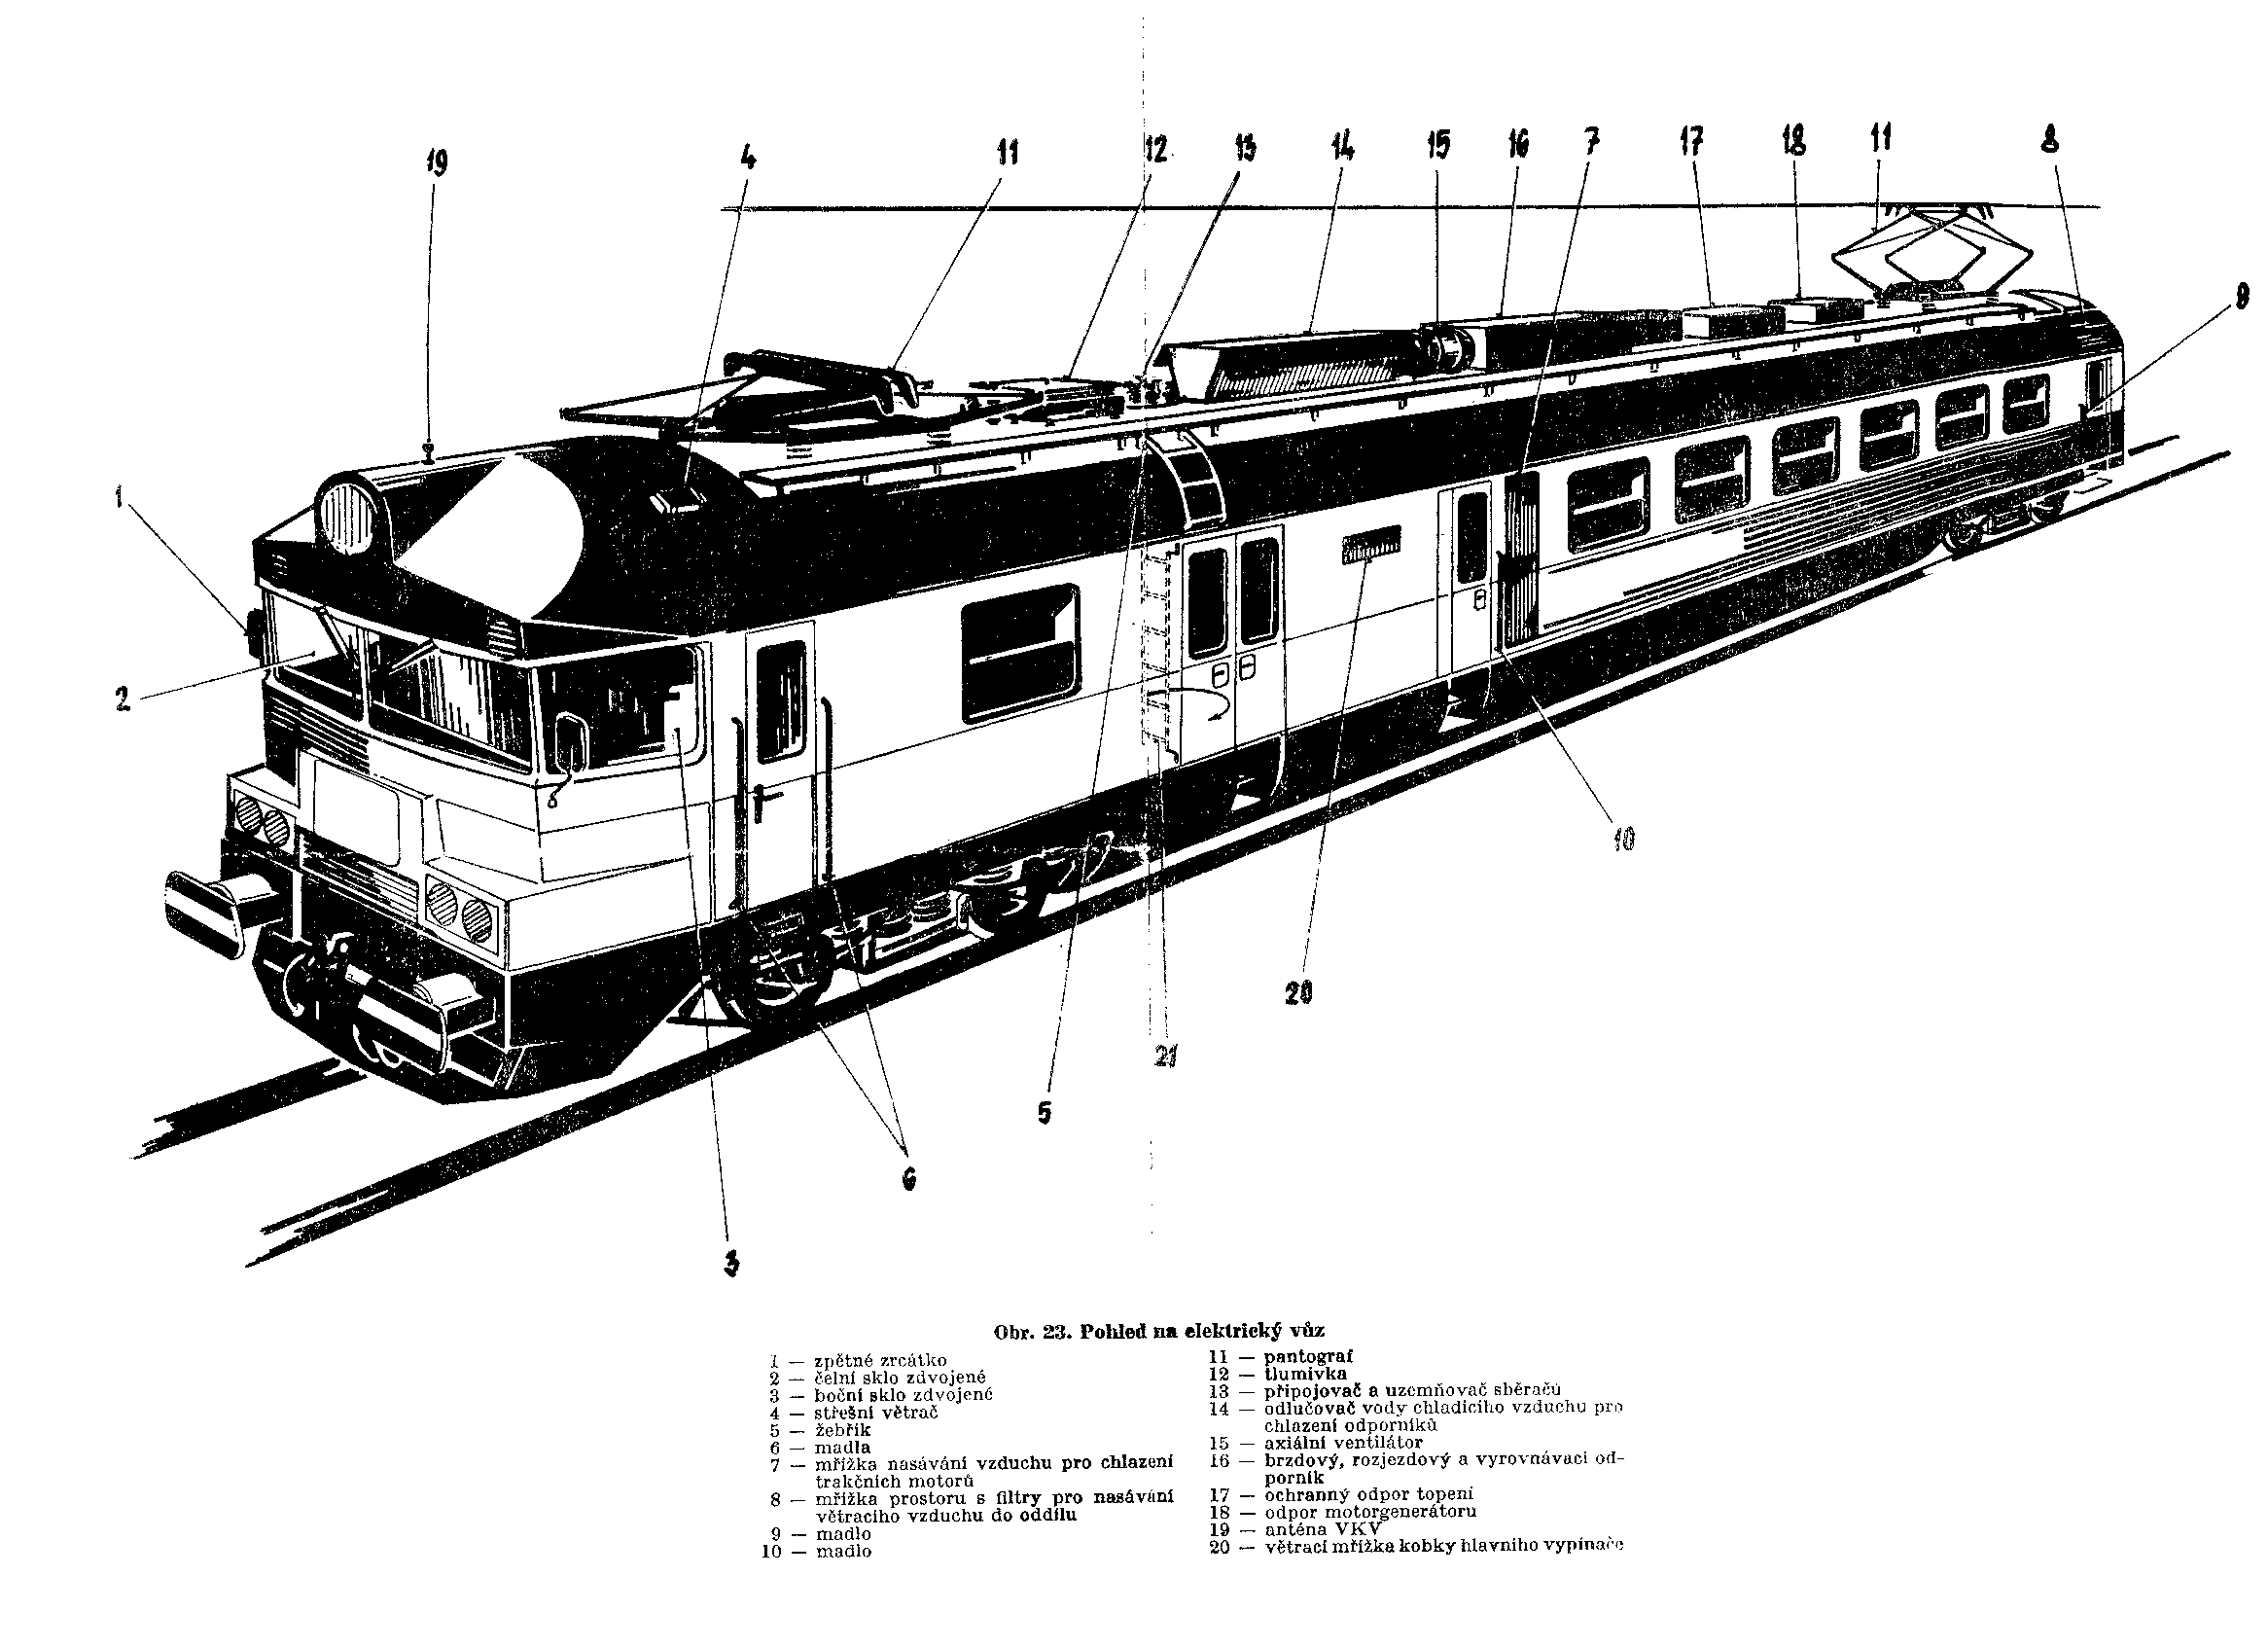 19
4
11
12
13
14
15
16
7
17
18
11
8
9
1
2
10
20
21
5
6
3
Obr. 23. Pohled na elektrický vůz
1 — zpětné zrcátko
2 — čelní sklo zdvojené
3 — boční sklo zdvojené
4 — střešní větrač
5 — žebřík
6 — madla
7 — mřížka nasávání vzduchu pro chlazení
trakčních motorů
8 — mřížka prostoru s filtry pro nasávání
větracího vzduchu do oddílu
9 — madlo
10 — madlo
11 — pantograf
12 — tlumivka
13 — připojovač a uzemňovač sběračů
14 — odlučovač vody chladicího vzduchu pro
chlazení odporníků
15 — axiální ventilátor
16 — brzdový, rozjezdový a vyrovnávací od-
porník
17 — ochranný odpor topení
18 — odpor motorgenerátoru
19 — anténa VKV
20 — větrací mřížka kobky hlavního vypínače